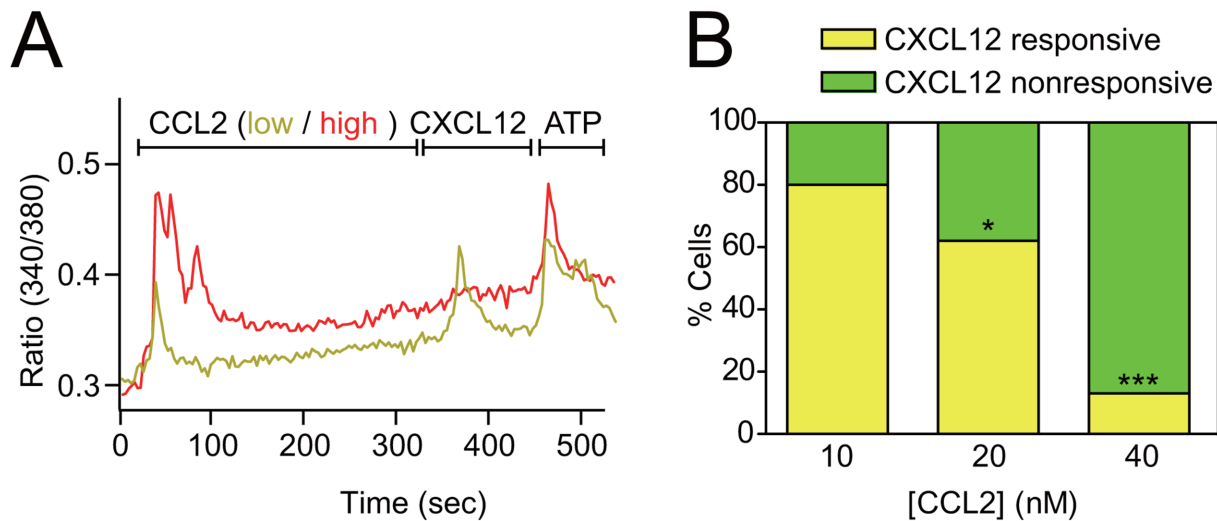 A
CCL2 (low / high ) CXCL12 ATP
0.5
0.4
0.3
Ratio (340/380)
0 100 200 300 400 500
Time (sec)
B
CXCL12 responsive
CXCL12 nonresponsive
100
80
60
40
20
0
% Cells
*
***
10 20 40
[CCL2] (nM)